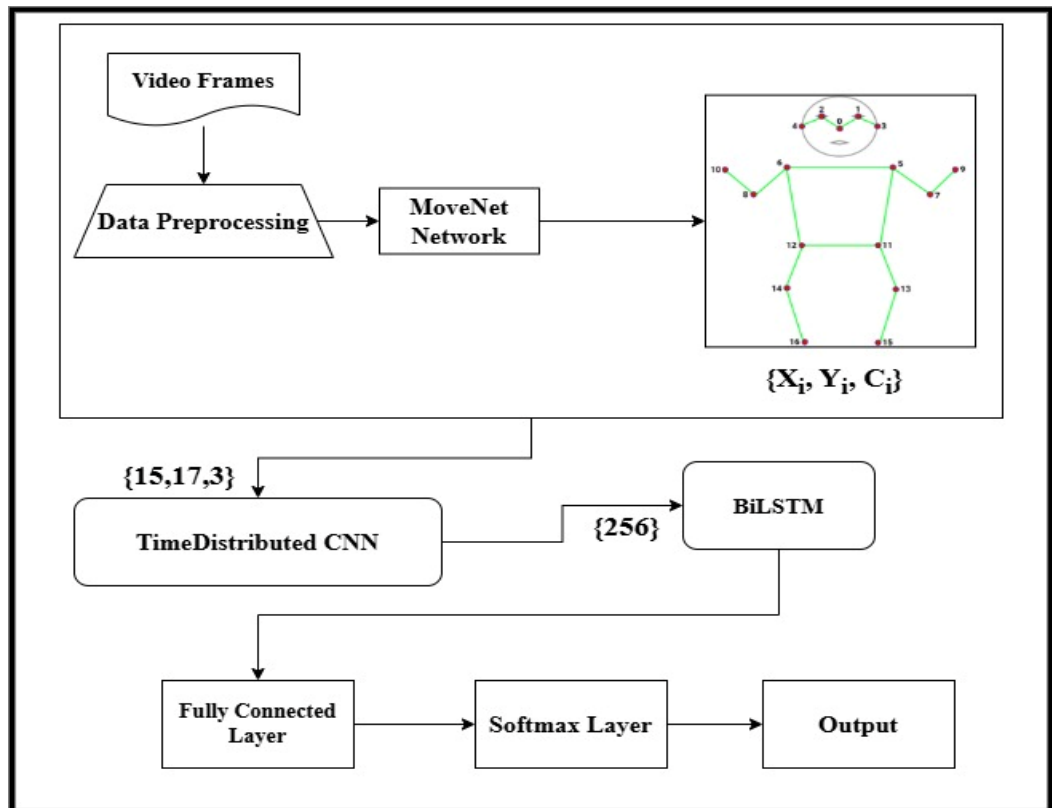 Video Frames
Data Preprocessing
MoveNet
Network
2
1
4
0
3
6
5
10
9
8
7
12
11
14
13
16
15
{Xi, Yi, Ci}
{15,17,3}
TimeDistributed CNN
{256}
BiLSTM
Fully Connected
Layer
Softmax Layer
Output